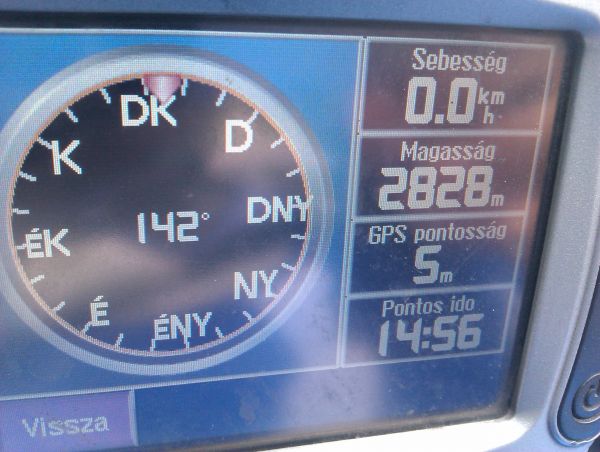 DK
D
K
DNY
142°
ÉK
NY
É
ÉNY
Sebesség
0.0 km
h
Magasság
2828 m
GPS pontosság
5 m
Pontos ido
14:56
Vissza